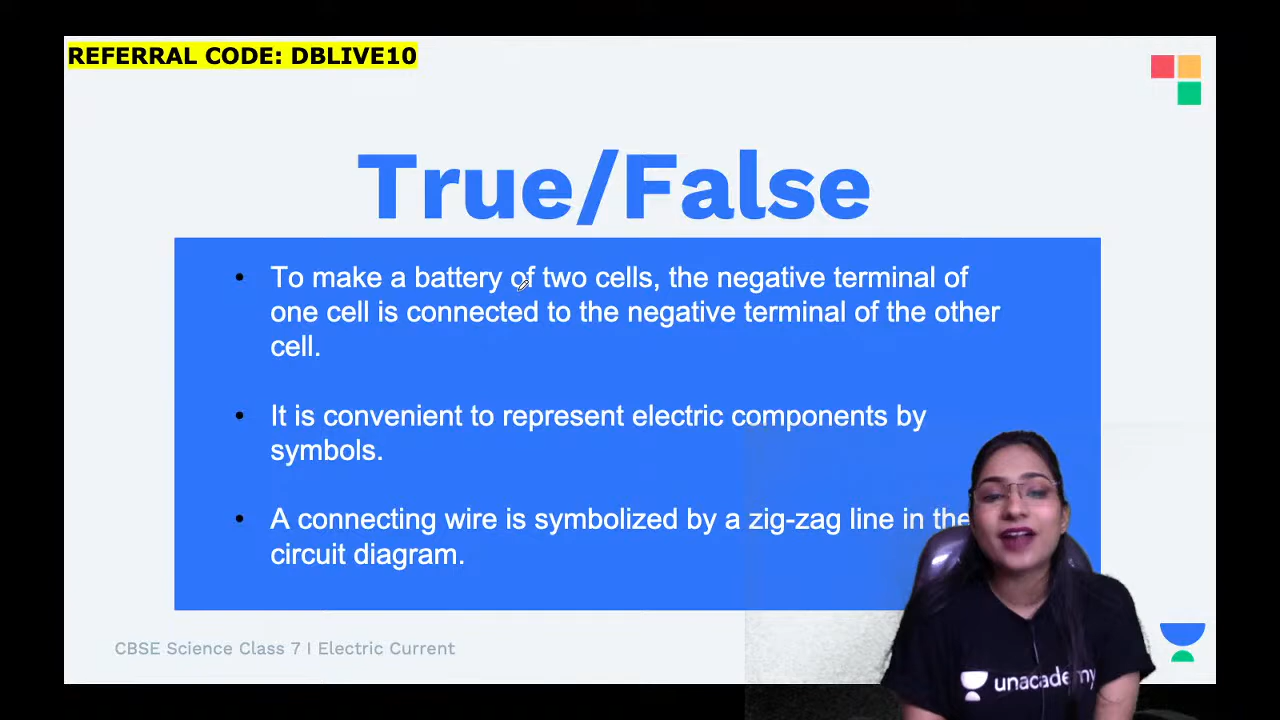 REFERRAL CODE: DBLIVE10
True/False
• To make a battery of two cells, the negative terminal of
one cell is connected to the negative terminal of the other
cell.
• It is convenient to represent electric components by
symbols.
• A connecting wire is symbolized by a zig-zag line in the
circuit diagram.
CBSE Science Class 7 I Electric Current
unacademy